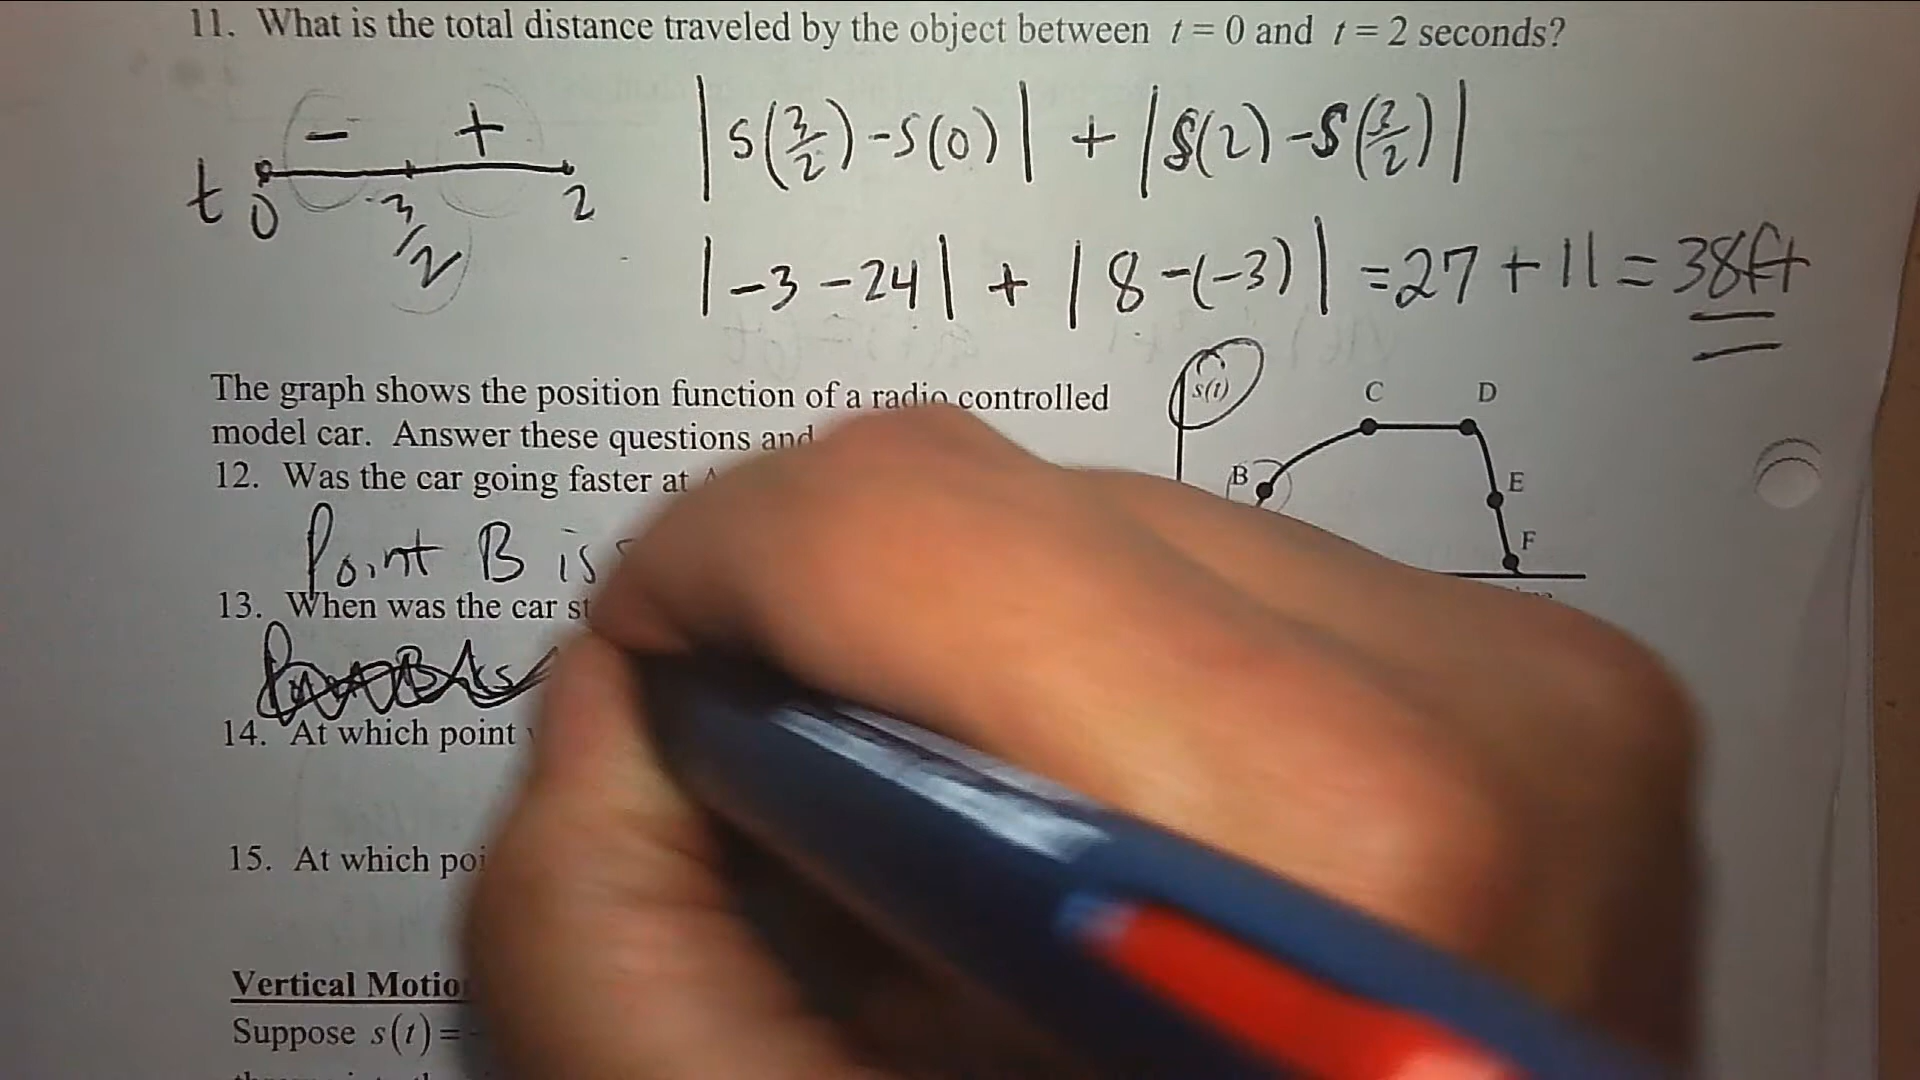 11. What is the total distance traveled by the object between t = 0 and t = 2 seconds?
− +
t 0 3/2 2
|s(3/2)-s(0)| + |s(2)-s(3/2)|
|-3-24| + |8-(-3)| = 27 + 11 = 38ft
The graph shows the position function of a radio controlled
model car. Answer these questions and
12. Was the car going faster at
Point B is
13. When was the car
14. At which point
15. At which
s(t)
B
C
D
E
F
Vertical
Suppose s(t) =